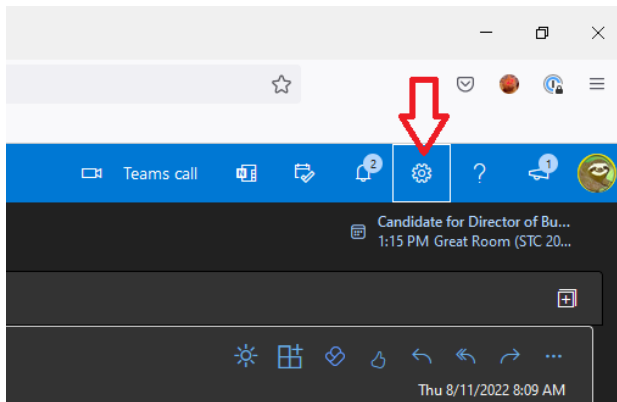 Teams call
2
1
Candidate for Director of Bu...
1:15 PM Great Room (STC 20...
Thu 8/11/2022 8:09 AM